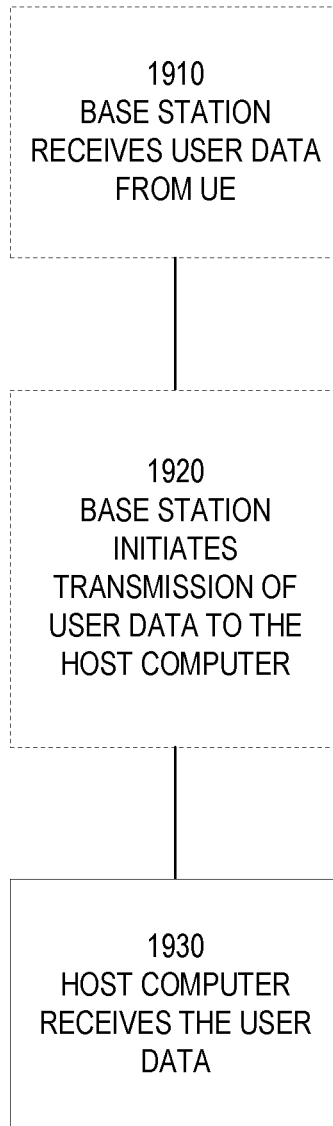 1910
BASE STATION
RECEIVES USER DATA
FROM UE
1920
BASE STATION
INITIATES
TRANSMISSION OF
USER DATA TO THE
HOST COMPUTER
1930
HOST COMPUTER
RECEIVES THE USER
DATA